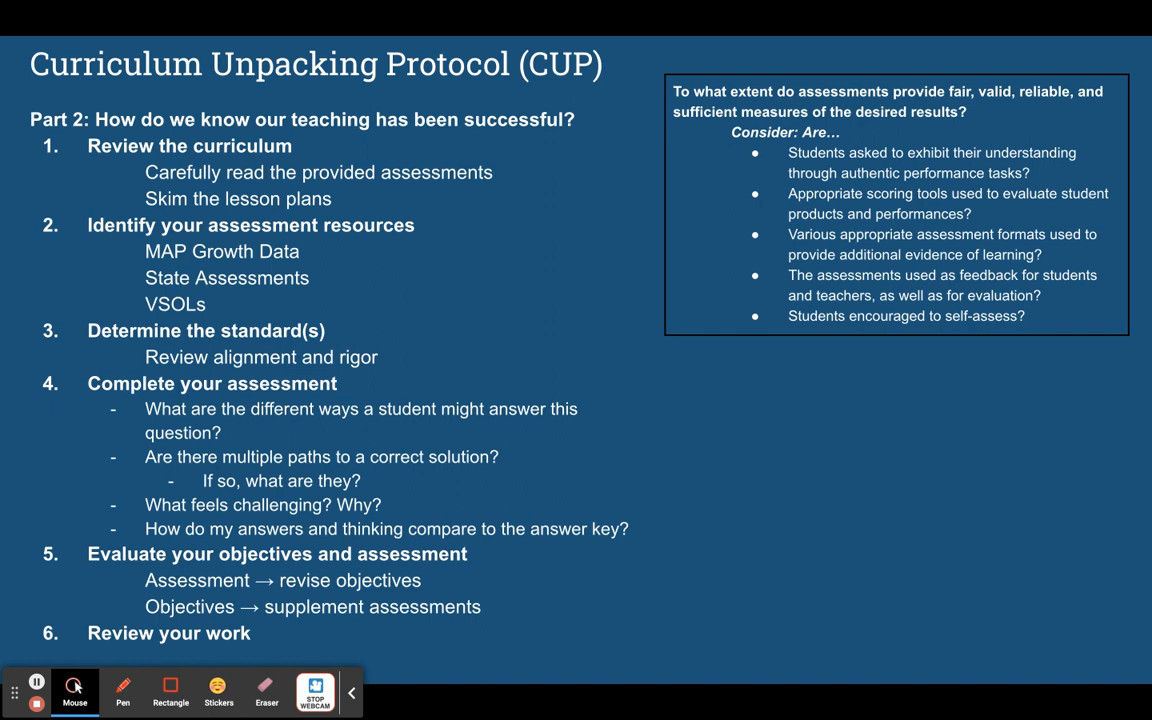 Curriculum Unpacking Protocol (CUP)
Part 2: How do we know our teaching has been successful?
1. Review the curriculum
Carefully read the provided assessments
Skim the lesson plans
2. Identify your assessment resources
MAP Growth Data
State Assessments
VSOLs
3. Determine the standard(s)
Review alignment and rigor
4. Complete your assessment
- What are the different ways a student might answer this
question?
- Are there multiple paths to a correct solution?
- If so, what are they?
- What feels challenging? Why?
- How do my answers and thinking compare to the answer key?
5. Evaluate your objectives and assessment
Assessment → revise objectives
Objectives → supplement assessments
6. Review your work
To what extent do assessments provide fair, valid, reliable, and
sufficient measures of the desired results?
Consider: Are…
● Students asked to exhibit their understanding
through authentic performance tasks?
● Appropriate scoring tools used to evaluate student
products and performances?
● Various appropriate assessment formats used to
provide additional evidence of learning?
● The assessments used as feedback for students
and teachers, as well as for evaluation?
● Students encouraged to self-assess?
Mouse
Pen
Rectangle
Stickers
Eraser
STOP
WEBCAM